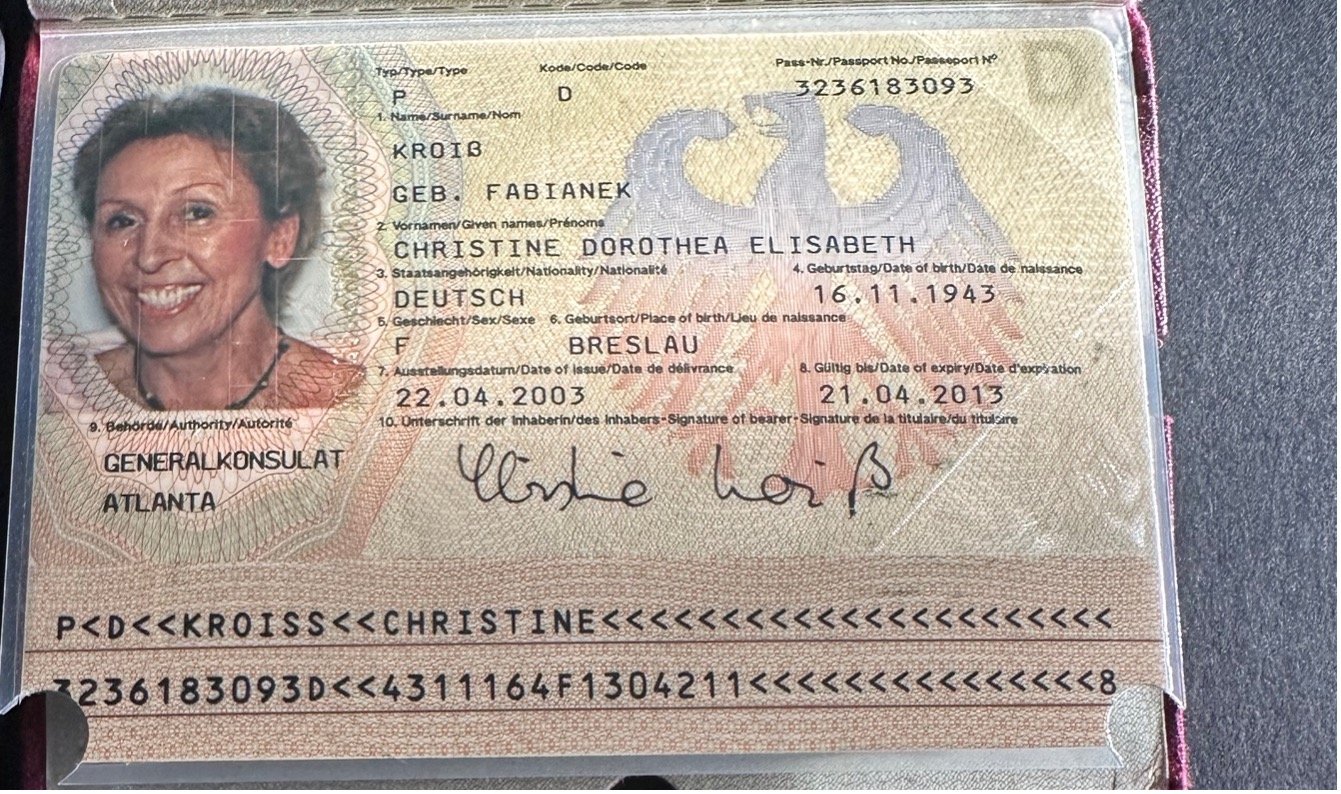 Typ/Type/Type Kode/Code/Code Pass-Nr./Passport No./Passeport Nº
P D 3236183093
1. Name/Surname/Nom
KROIß
GEB. FABIANEK
2. Vornamen/Given names/Prénoms
CHRISTINE DOROTHEA ELISABETH
3. Staatsangehörigkeit/Nationality/Nationalité 4. Geburtstag/Date of birth/Date de naissance
DEUTSCH 16.11.1943
5. Geschlecht/Sex/Sexe 6. Geburtsort/Place of birth/Lieu de naissance
F BRESLAU
7. Ausstellungsdatum/Date of issue/Date de délivrance 8. Gültig bis/Date of expiry/Date d'expiration
22.04.2003 21.04.2013
9. Behörde/Authority/Autorité 10. Unterschrift der Inhaberin/des Inhabers-Signature of bearer-Signature de la titulaire/du titulaire
GENERALKONSULAT
ATLANTA
Christine Kroiß
P<D<<KROISS<<CHRISTINE<<<<<<<<<<<<<<<<<<<<<<
3236183093D<<4311164F1304211<<<<<<<<<<<<<<<8
D